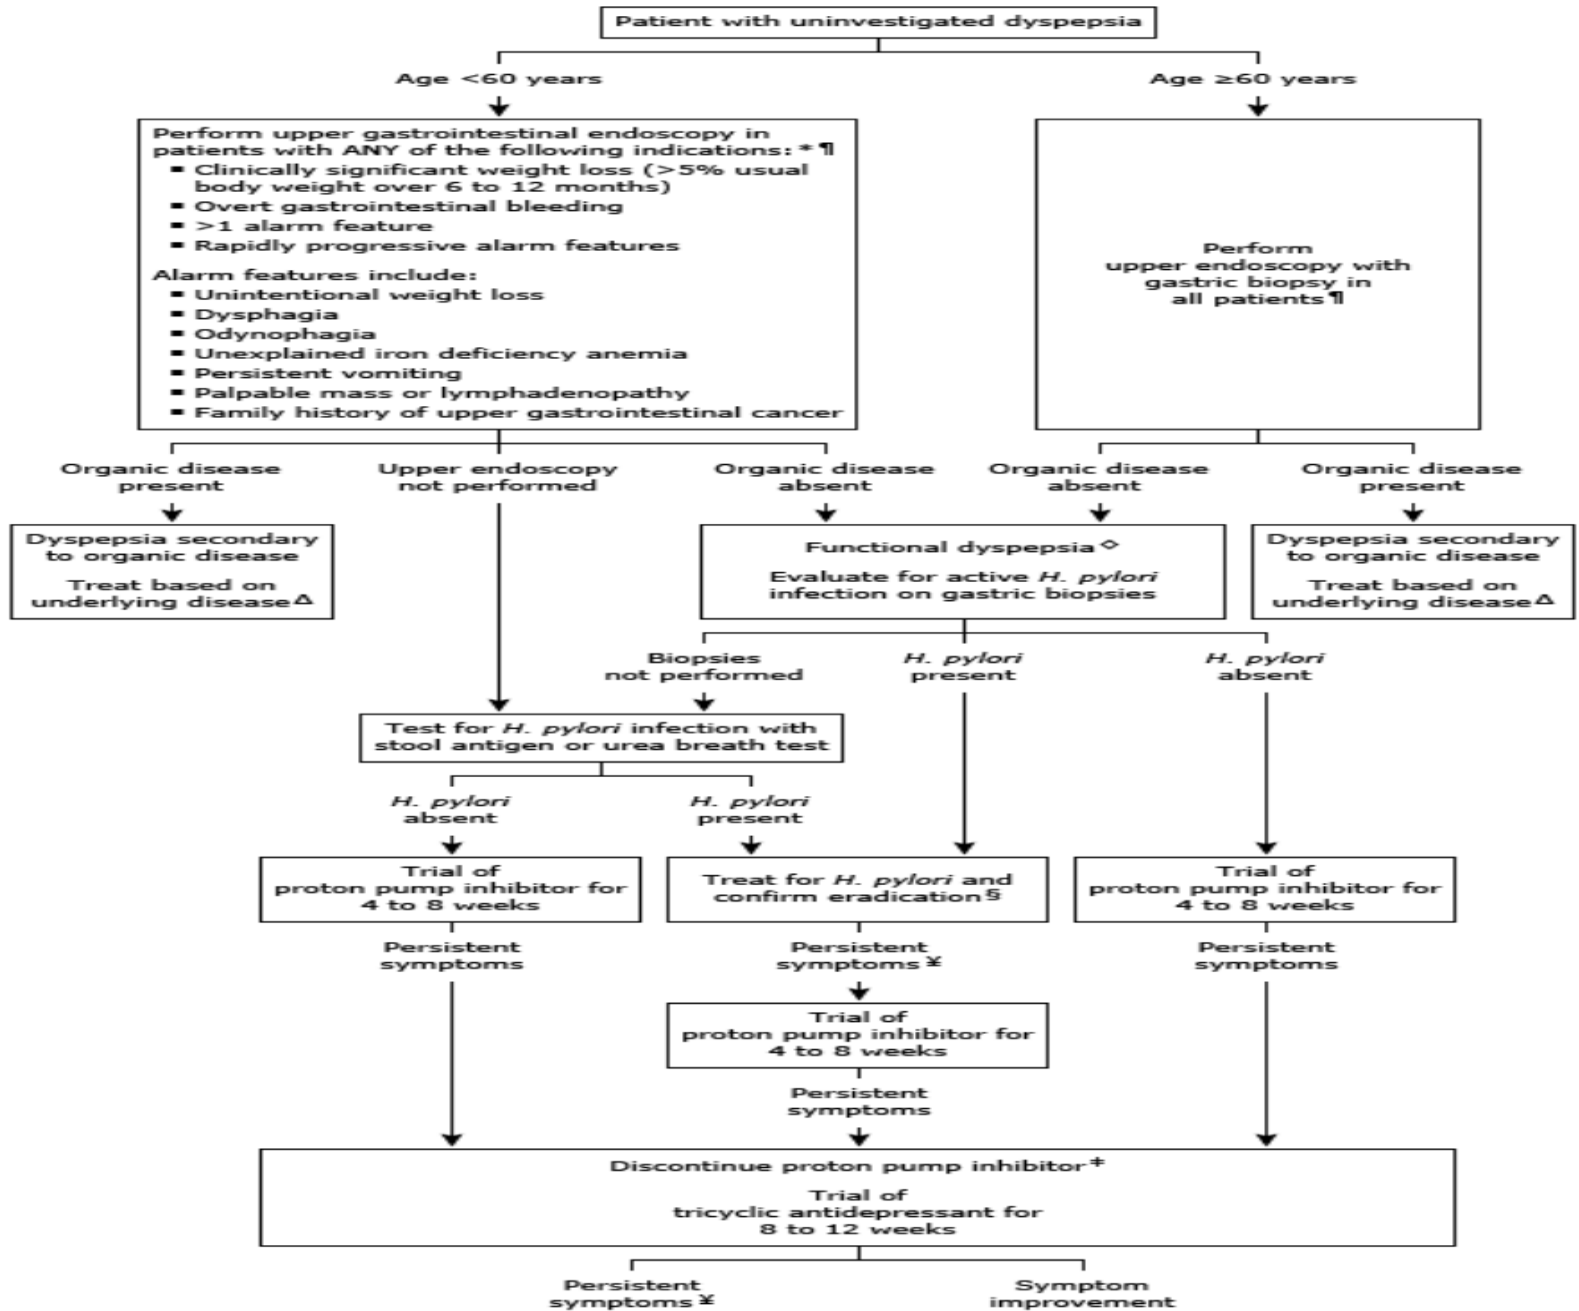 Patient with uninvestigated dyspepsia
Age <60 years
Age ≥60 years
Perform upper gastrointestinal endoscopy in
patients with ANY of the following indications:*¶
▪ Clinically significant weight loss (>5% usual
body weight over 6 to 12 months)
▪ Overt gastrointestinal bleeding
▪ >1 alarm feature
▪ Rapidly progressive alarm features
Alarm features include:
▪ Unintentional weight loss
▪ Dysphagia
▪ Odynophagia
▪ Unexplained iron deficiency anemia
▪ Persistent vomiting
▪ Palpable mass or lymphadenopathy
▪ Family history of upper gastrointestinal cancer
Perform
upper endoscopy with
gastric biopsy in
all patients¶
Organic disease
present
Upper endoscopy
not performed
Organic disease
absent
Organic disease
absent
Organic disease
present
Dyspepsia secondary
to organic disease
Treat based on
underlying diseaseΔ
Functional dyspepsia◇
Evaluate for active H. pylori
infection on gastric biopsies
Dyspepsia secondary
to organic disease
Treat based on
underlying diseaseΔ
Biopsies
not performed
H. pylori
present
H. pylori
absent
Test for H. pylori infection with
stool antigen or urea breath test
H. pylori
absent
H. pylori
present
Trial of
proton pump inhibitor for
4 to 8 weeks
Treat for H. pylori and
confirm eradication§
Trial of
proton pump inhibitor for
4 to 8 weeks
Persistent
symptoms
Persistent
symptoms¥
Persistent
symptoms
Trial of
proton pump inhibitor for
4 to 8 weeks
Persistent
symptoms
Discontinue proton pump inhibitor‡
Trial of
tricyclic antidepressant for
8 to 12 weeks
Persistent
symptoms¥
Symptom
improvement